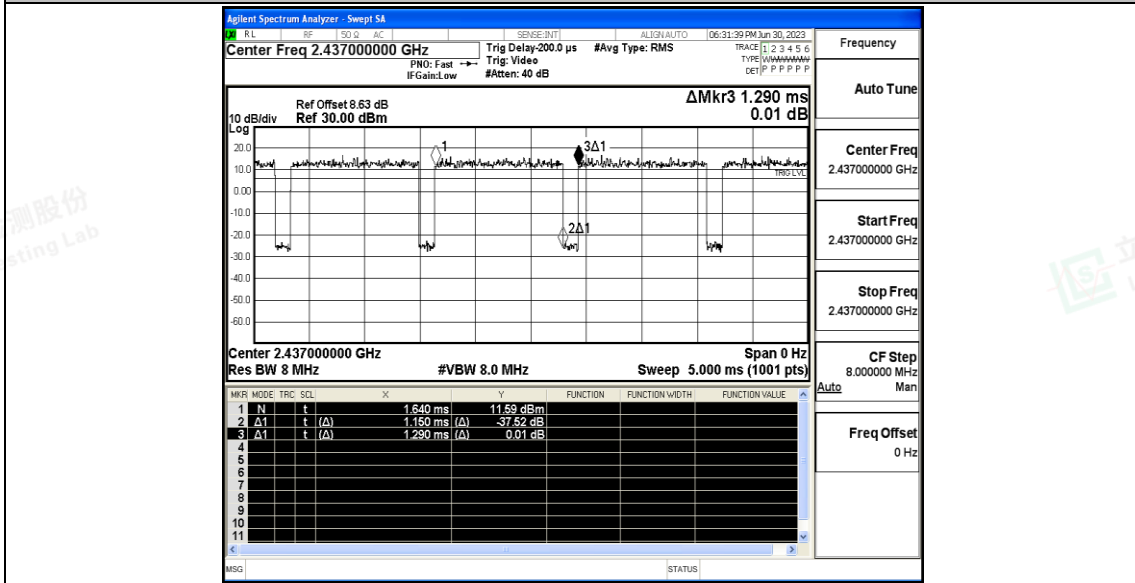 Agilent Spectrum Analyzer - Swept SA
RL RF 50 Ω AC SENSE:INT ALIGN AUTO 06:31:39 PM Jun 30, 2023
Center Freq 2.437000000 GHz
PNO: Fast
IFGain:Low
Trig Delay-200.0 µs
Trig: Video
#Atten: 40 dB
#Avg Type: RMS
TRACE 1 2 3 4 5 6
TYPE
DET P P P P P P
Frequency
Auto Tune
Center Freq
2.437000000 GHz
Start Freq
2.437000000 GHz
Stop Freq
2.437000000 GHz
CF Step
8.000000 MHz
Auto Man
Freq Offset
0 Hz
ΔMkr3 1.290 ms
0.01 dB
Ref Offset 8.63 dB
10 dB/div Ref 30.00 dBm
Log
20.0
10.0
0.00
-10.0
-20.0
-30.0
-40.0
-50.0
-60.0
1
3Δ1
2Δ1
TRIG LVL
Center 2.437000000 GHz Span 0 Hz
Res BW 8 MHz #VBW 8.0 MHz Sweep 5.000 ms (1001 pts)
MKR MODE TRC SCL X Y FUNCTION FUNCTION WIDTH FUNCTION VALUE
1 N t 1.640 ms 11.59 dBm
2 Δ1 t (Δ) 1.150 ms (Δ) -37.52 dB
3 Δ1 t (Δ) 1.290 ms (Δ) 0.01 dB
4
5
6
7
8
9
10
11
MSG STATUS
测股份
sting Lab